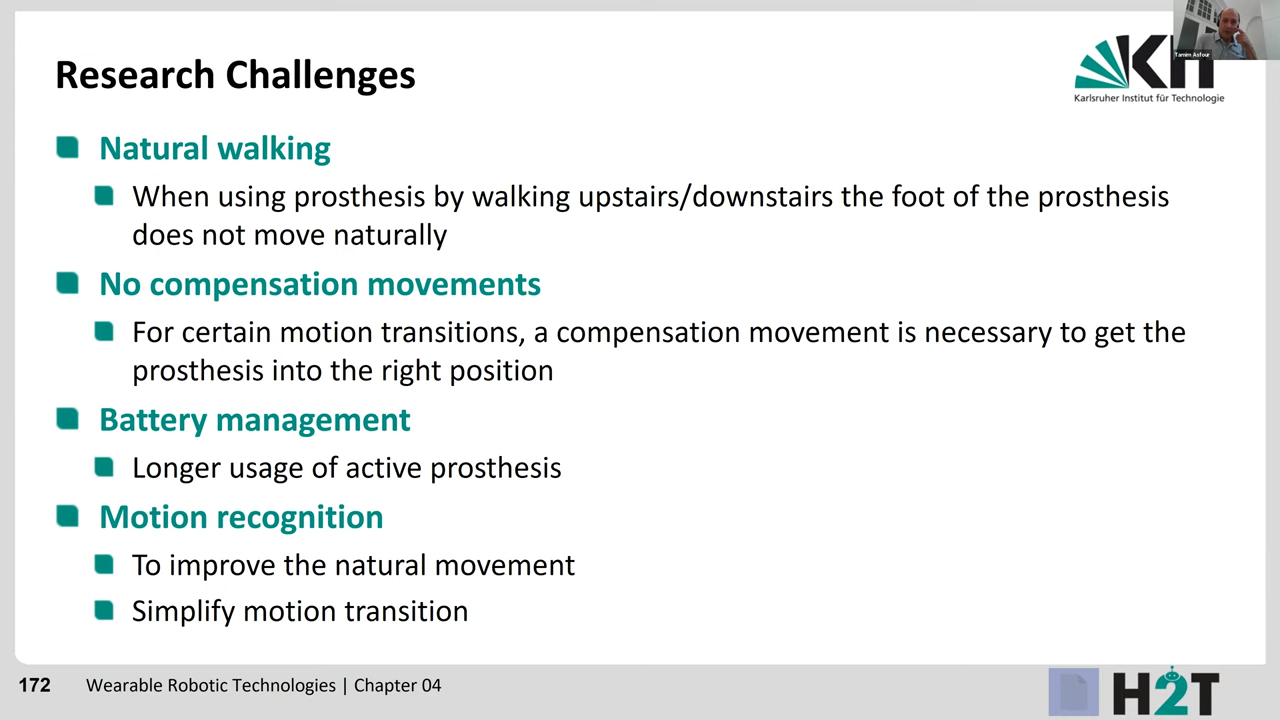 Research Challenges
KIT
Karlsruher Institut für Technologie
Tamim Asfour
Natural walking
When using prosthesis by walking upstairs/downstairs the foot of the prosthesis
does not move naturally
No compensation movements
For certain motion transitions, a compensation movement is necessary to get the
prosthesis into the right position
Battery management
Longer usage of active prosthesis
Motion recognition
To improve the natural movement
Simplify motion transition
172 Wearable Robotic Technologies | Chapter 04
H2T